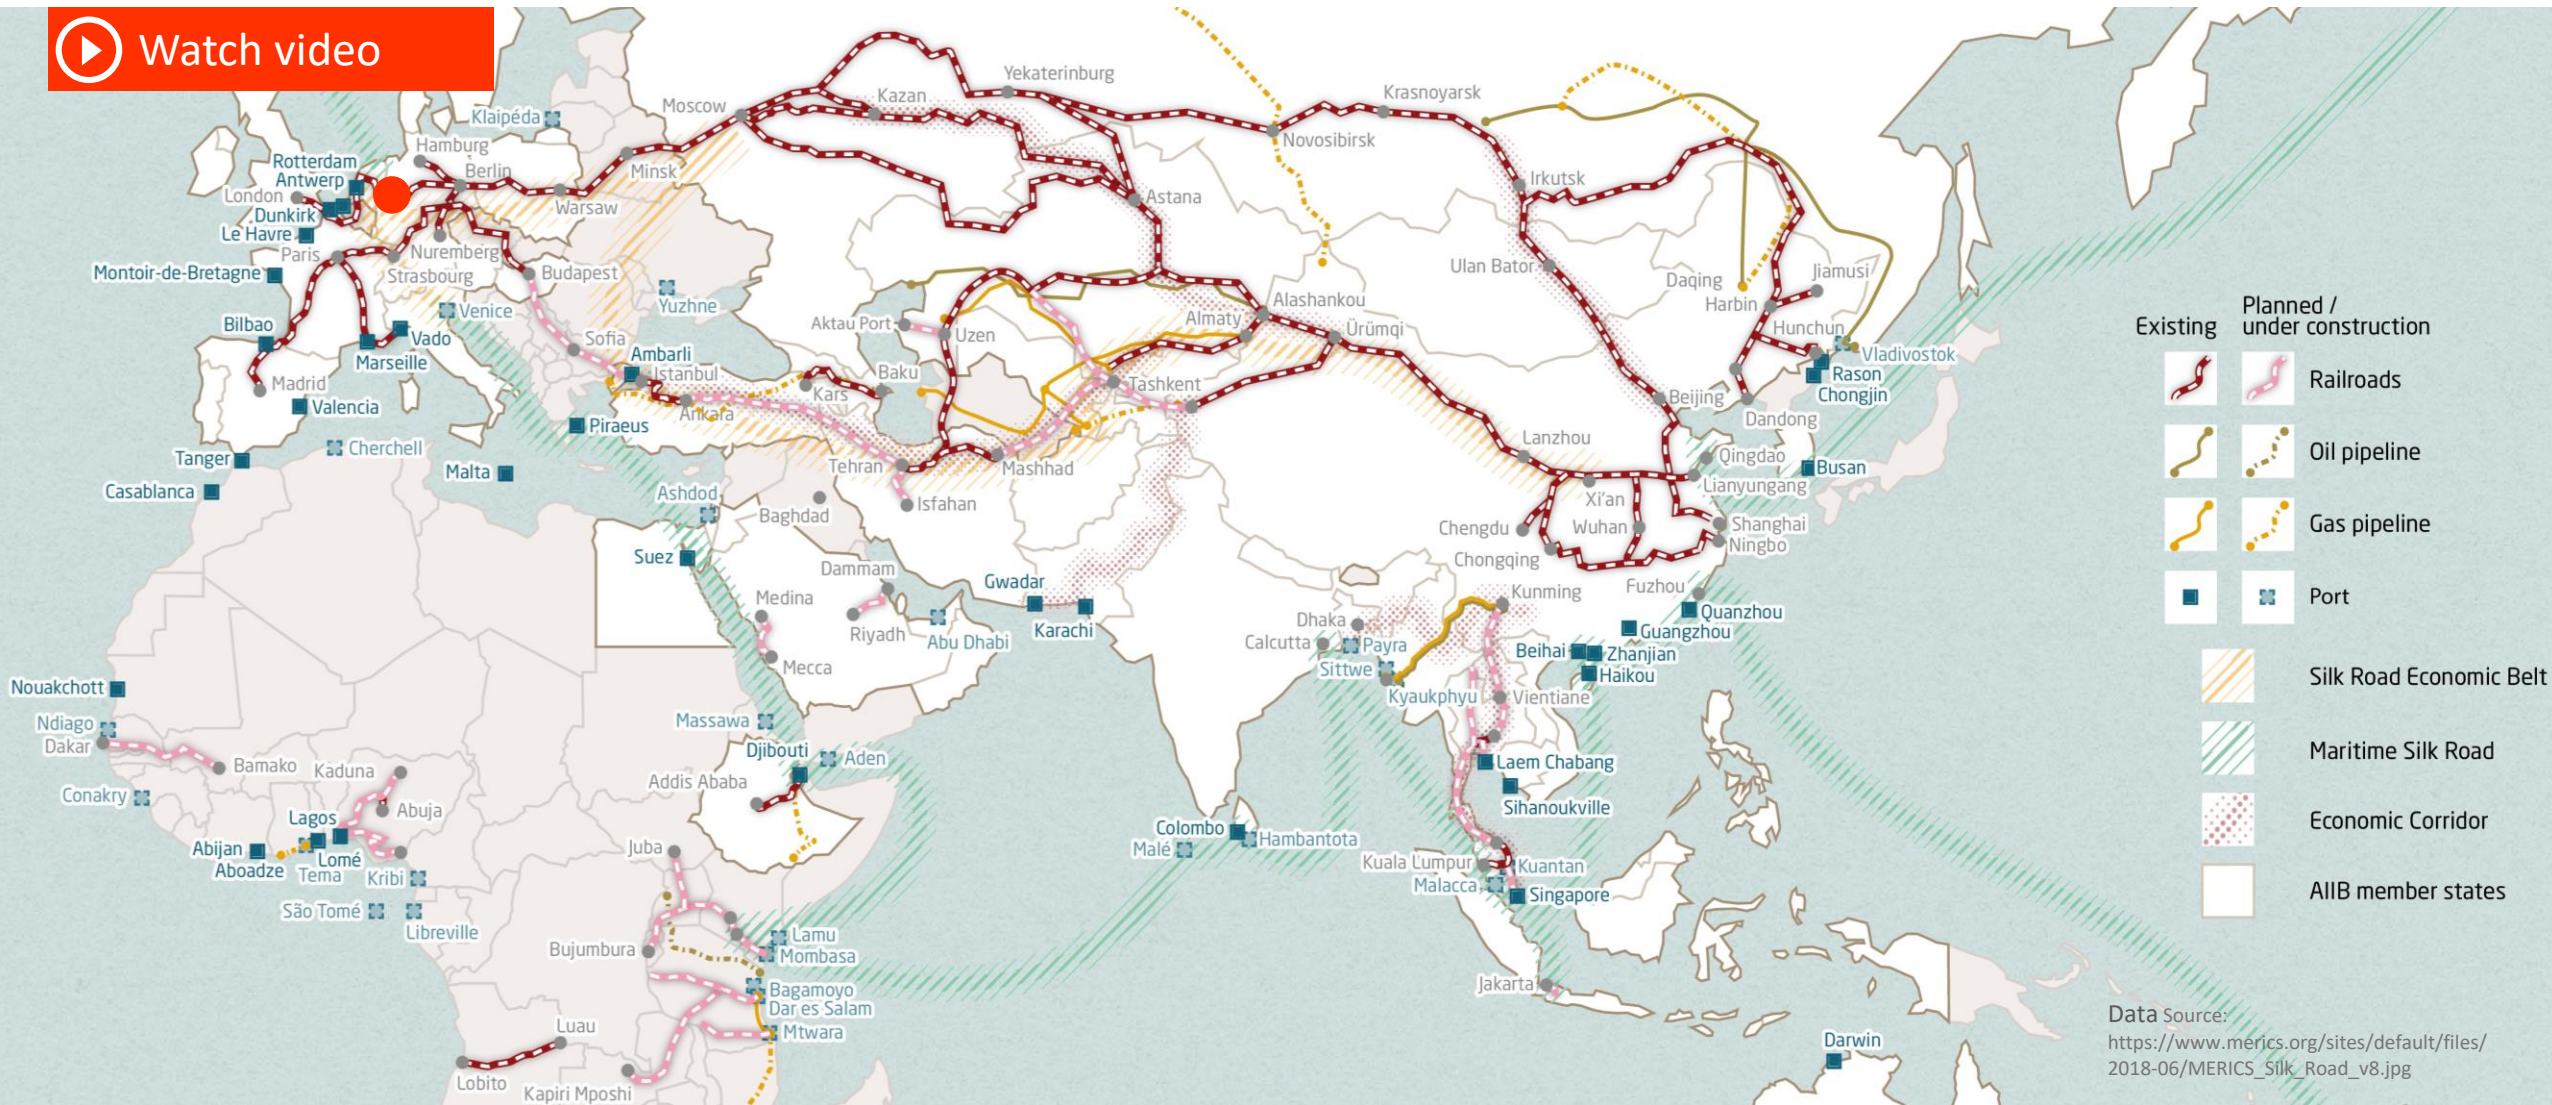 Watch video
Yekaterinburg
Kazan
Krasnoyarsk
Moscow
Klaipéda
Novosibirsk
Hamburg
Rotterdam
Antwerp
Berlin
Minsk
Irkutsk
London
Dunkirk
Warsaw
Astana
Le Havre
Paris
Nuremberg
Strasbourg
Budapest
Montoir-de-Bretagne
Ulan Bator
Daqing
Jiamusi
Harbin
Yuzhne
Venice
Alashankou
Almaty
Ürümqi
Aktau Port
Uzen
Bilbao
Vado
Marseille
Sofia
Ambarli
Istanbul
Hunchun
Vladivostok
Rason
Chongjin
Madrid
Valencia
Ankara
Kars
Baku
Tashkent
Beijing
Dandong
Piraeus
Cherchell
Tanger
Malta
Casablanca
Tehran
Mashhad
Isfahan
Lanzhou
Qingdao
Lianyungang
Busan
Ashdod
Baghdad
Xi'an
Chengdu
Wuhan
Shanghai
Ningbo
Chongqing
Suez
Dammam
Medina
Riyadh
Abu Dhabi
Gwadar
Karachi
Mecca
Kunming
Fuzhou
Quanzhou
Guangzhou
Dhaka
Calcutta
Payra
Sittwe
Kyaukphyu
Beihai
Zhanjian
Haikou
Vientiane
Nouakchott
Ndiago
Dakar
Bamako
Kaduna
Abuja
Conakry
Massawa
Djibouti
Aden
Addis Ababa
Laem Chabang
Sihanoukville
Lagos
Abijan
Aboadze
Lomé
Tema
Kribi
São Tomé
Libreville
Juba
Colombo
Malé
Hambantota
Kuala Lumpur
Kuantan
Malacca
Singapore
Bujumbura
Lamu
Mombasa
Bagamoyo
Dar es Salam
Mtwara
Jakarta
Luau
Lobito
Kapiri Mposhi
Darwin
Existing
Planned /
under construction
Railroads
Oil pipeline
Gas pipeline
Port
Silk Road Economic Belt
Maritime Silk Road
Economic Corridor
AIIB member states
Data Source:
https://www.merics.org/sites/default/files/
2018-06/MERICS_Silk_Road_v8.jpg